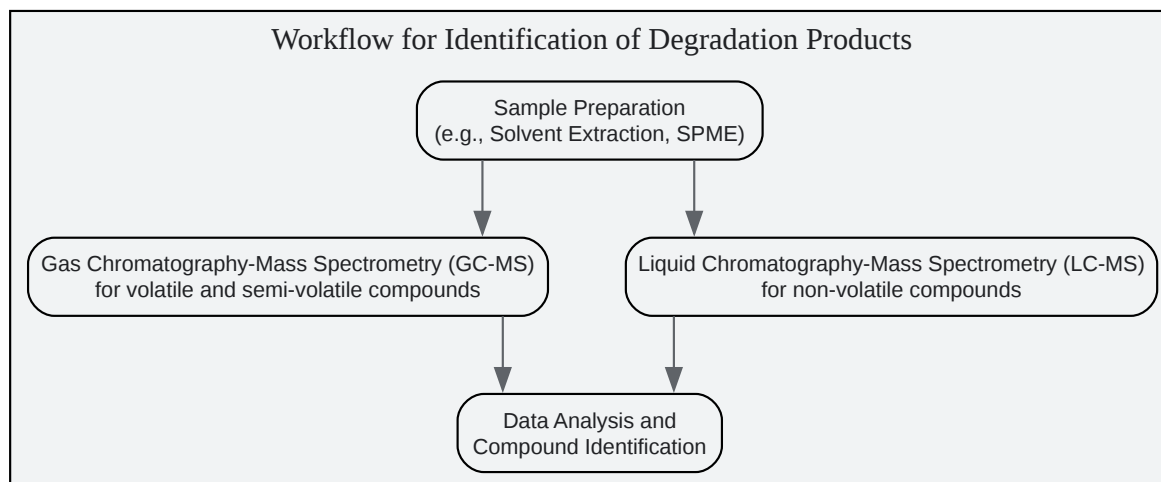 Workflow for Identification of Degradation Products
Sample Preparation
(e.g., Solvent Extraction, SPME)
Gas Chromatography-Mass Spectrometry (GC-MS)
for volatile and semi-volatile compounds
Liquid Chromatography-Mass Spectrometry (LC-MS)
for non-volatile compounds
Data Analysis and
Compound Identification